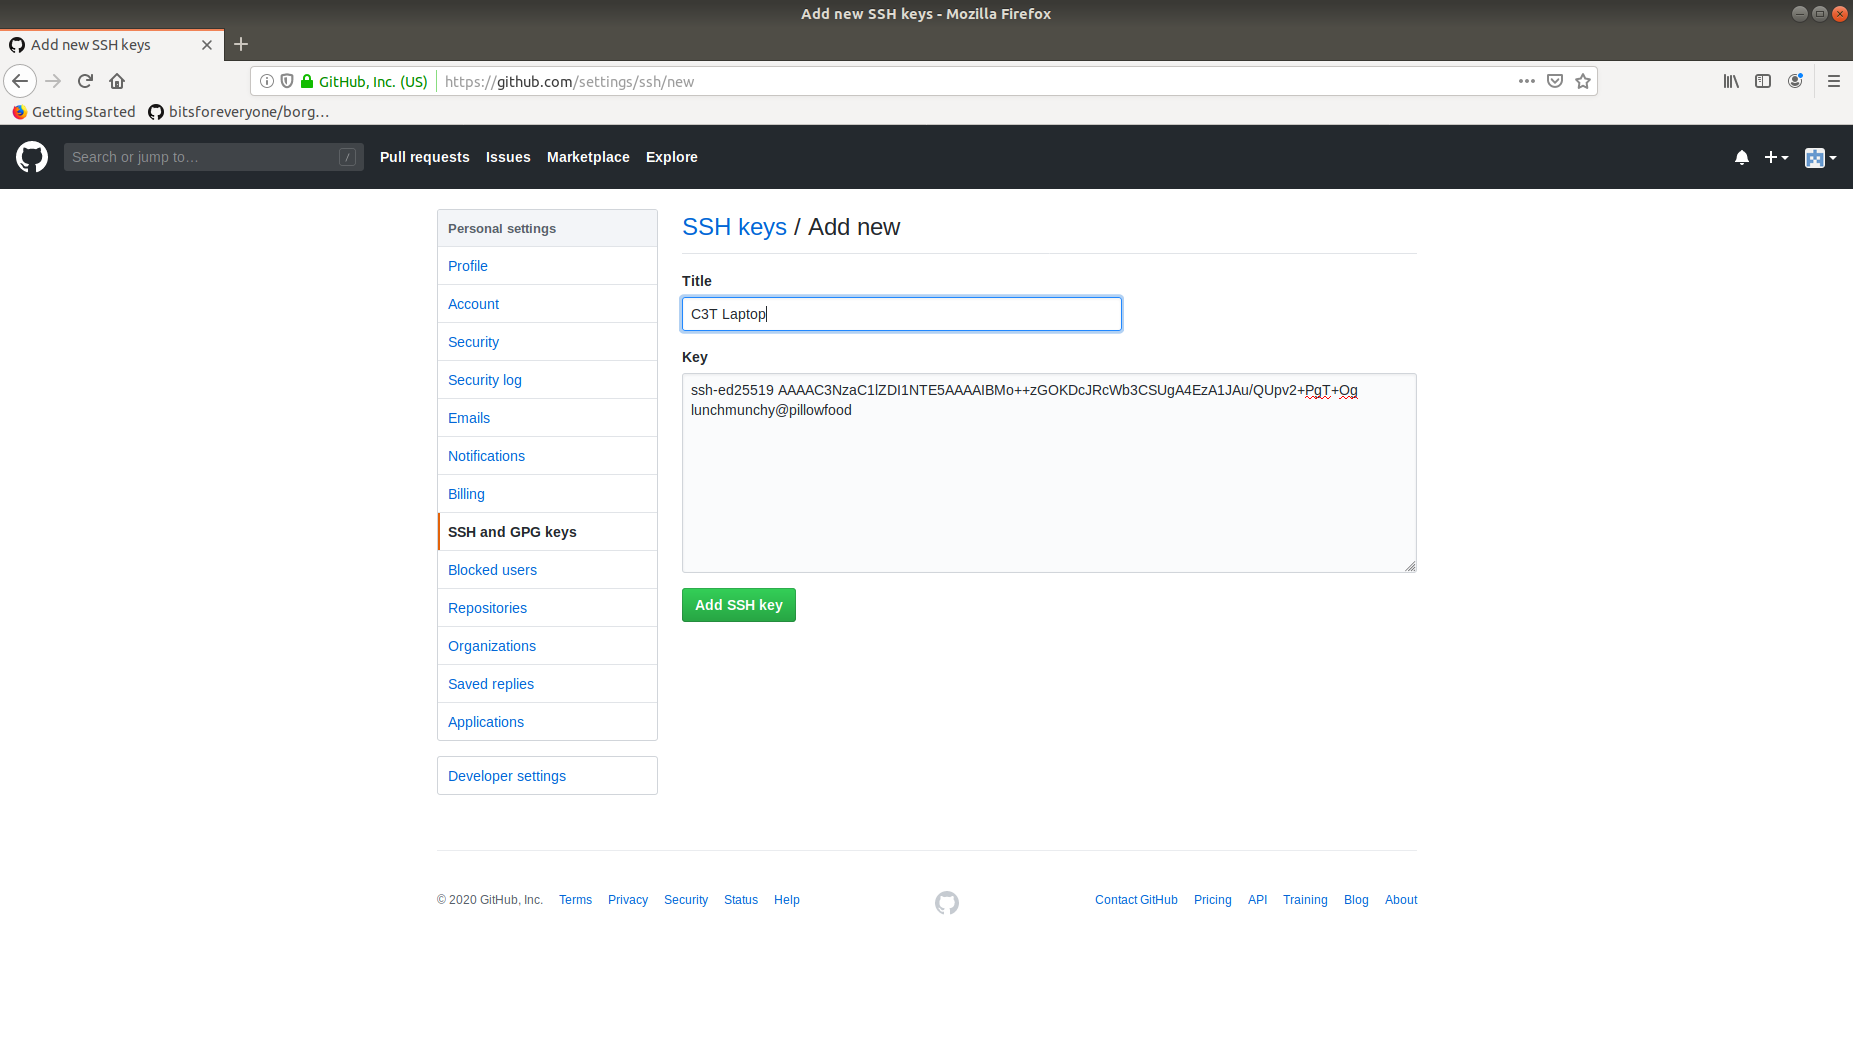 Add new SSH keys - Mozilla Firefox
Add new SSH keys
GitHub, Inc. (US) https://github.com/settings/ssh/new
Getting Started bitsforeveryone/borg…
Search or jump to… / Pull requests Issues Marketplace Explore
Personal settings
Profile
Account
Security
Security log
Emails
Notifications
Billing
SSH and GPG keys
Blocked users
Repositories
Organizations
Saved replies
Applications
Developer settings
SSH keys / Add new
Title
C3T Laptop
Key
ssh-ed25519 AAAAC3NzaC1lZDI1NTE5AAAAIBMo++zGOKDcJRcWb3CSUgA4EzA1JAu/QUpv2+PgT+Og
lunchmunchy@pillowfood
Add SSH key
© 2020 GitHub, Inc. Terms Privacy Security Status Help Contact GitHub Pricing API Training Blog About